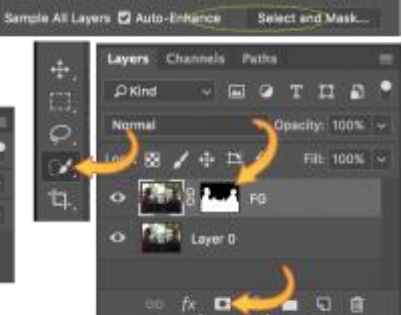 Sample All Layers Auto-Enhance Select and Mask...
Layers Channels Paths
Kind
Normal Opacity: 100%
Fill: 100%
FG
Layer 0
fx